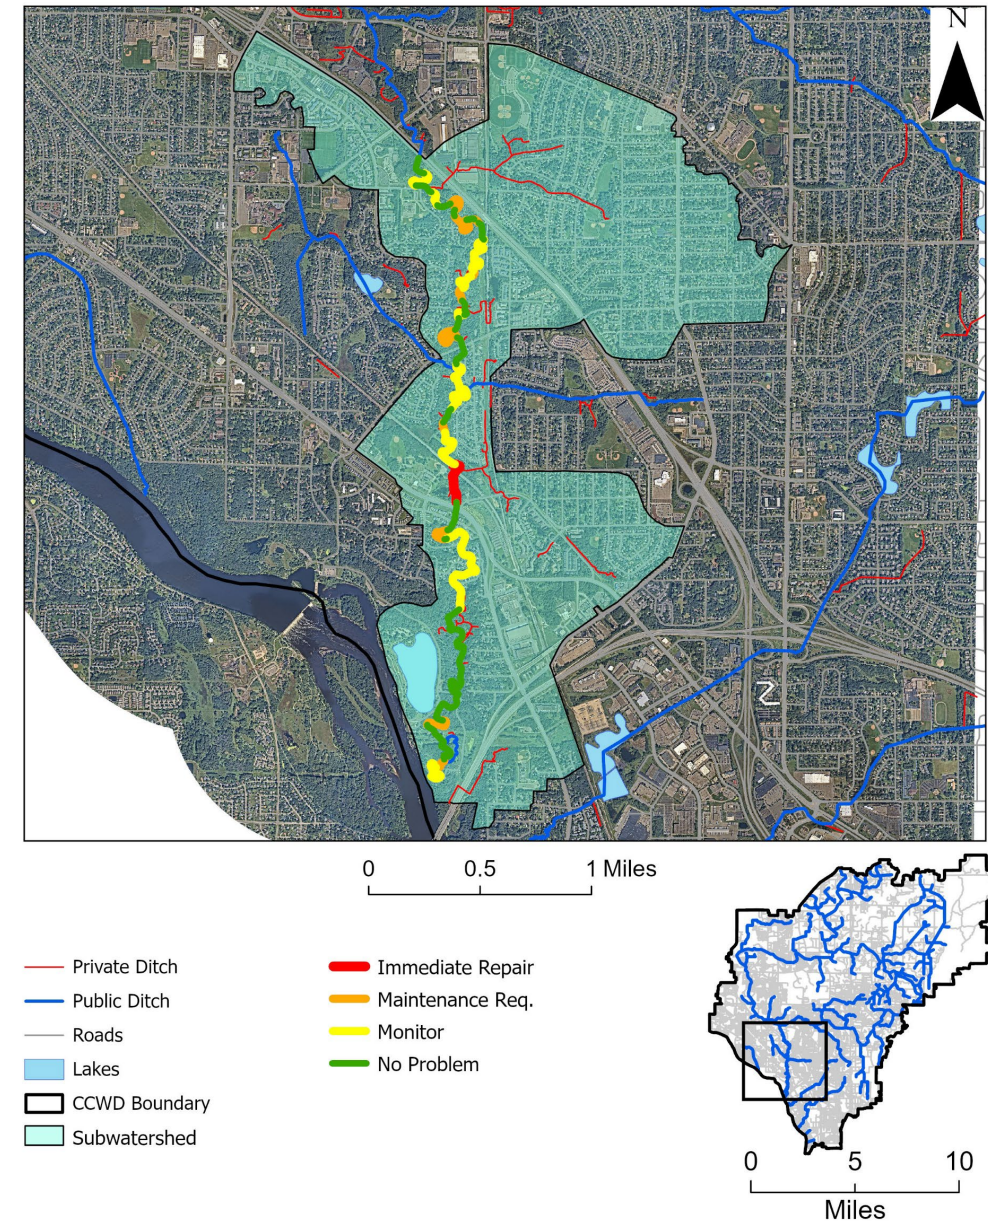 N
0 0.5 1 Miles
Private Ditch
Public Ditch
Roads
Lakes
CCWD Boundary
Subwatershed
Immediate Repair
Maintenance Req.
Monitor
No Problem
0 5 10
Miles